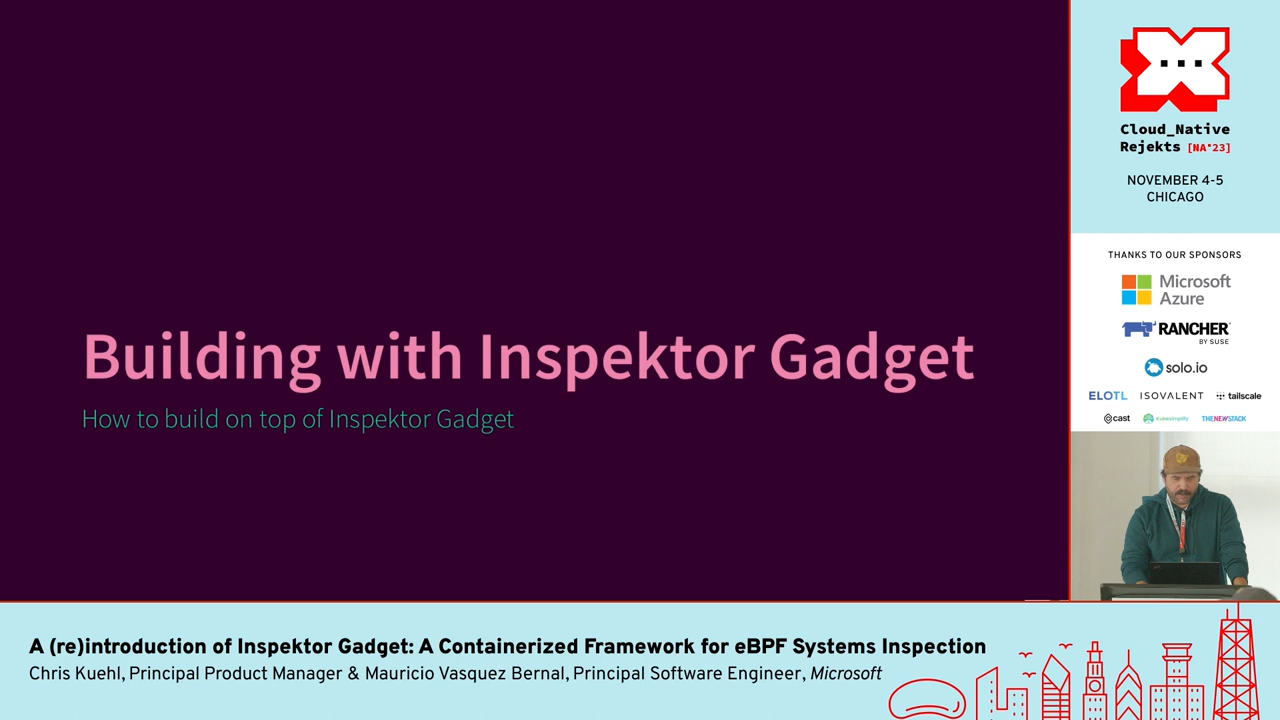 Building with Inspektor Gadget
How to build on top of Inspektor Gadget
Cloud_Native
Rejekts [NA'23]
NOVEMBER 4-5
CHICAGO
THANKS TO OUR SPONSORS
Microsoft
Azure
RANCHER
BY SUSE
solo.io
ELOTL ISOVALENT tailscale
cast kubesimplify THENEWSTACK
A (re)introduction of Inspektor Gadget: A Containerized Framework for eBPF Systems Inspection
Chris Kuehl, Principal Product Manager & Mauricio Vasquez Bernal, Principal Software Engineer, Microsoft